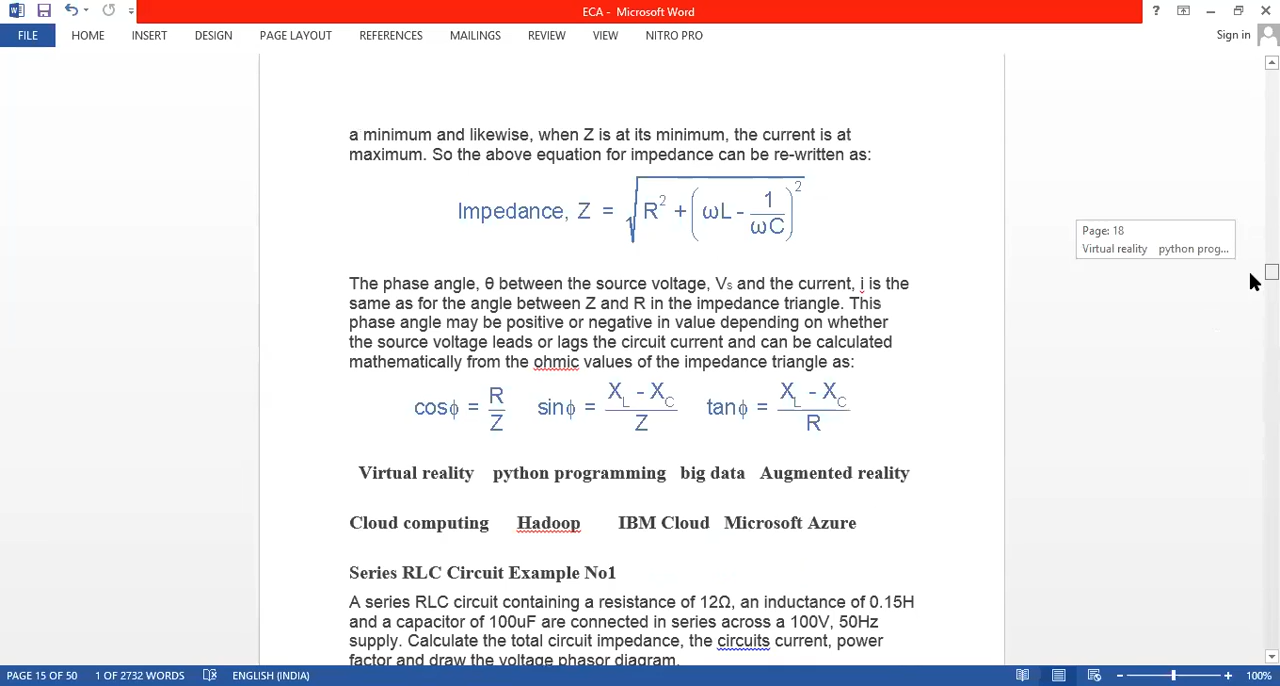 ECA - Microsoft Word
?
FILE HOME INSERT DESIGN PAGE LAYOUT REFERENCES MAILINGS REVIEW VIEW NITRO PRO Sign in
a minimum and likewise, when Z is at its minimum, the current is at
maximum. So the above equation for impedance can be re-written as:
Impedance, Z = √(R² + (ωL - 1/ωC)²)
Page: 18
Virtual reality python prog...
The phase angle, θ between the source voltage, Vs and the current, i is the
same as for the angle between Z and R in the impedance triangle. This
phase angle may be positive or negative in value depending on whether
the source voltage leads or lags the circuit current and can be calculated
mathematically from the ohmic values of the impedance triangle as:
cosϕ = R/Z sinϕ = (X_L - X_C)/Z tanϕ = (X_L - X_C)/R
Virtual reality python programming big data Augmented reality
Cloud computing Hadoop IBM Cloud Microsoft Azure
Series RLC Circuit Example No1
A series RLC circuit containing a resistance of 12Ω, an inductance of 0.15H
and a capacitor of 100uF are connected in series across a 100V, 50Hz
supply. Calculate the total circuit impedance, the circuits current, power
factor and draw the voltage phasor diagram.
PAGE 15 OF 50 1 OF 2732 WORDS ENGLISH (INDIA) - + 100%